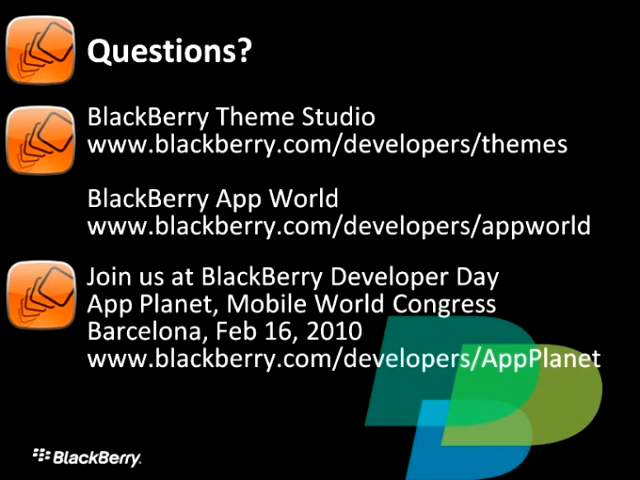 Questions?
BlackBerry Theme Studio
www.blackberry.com/developers/themes
BlackBerry App World
www.blackberry.com/developers/appworld
Join us at BlackBerry Developer Day
App Planet, Mobile World Congress
Barcelona, Feb 16, 2010
www.blackberry.com/developers/AppPlanet
BlackBerry.